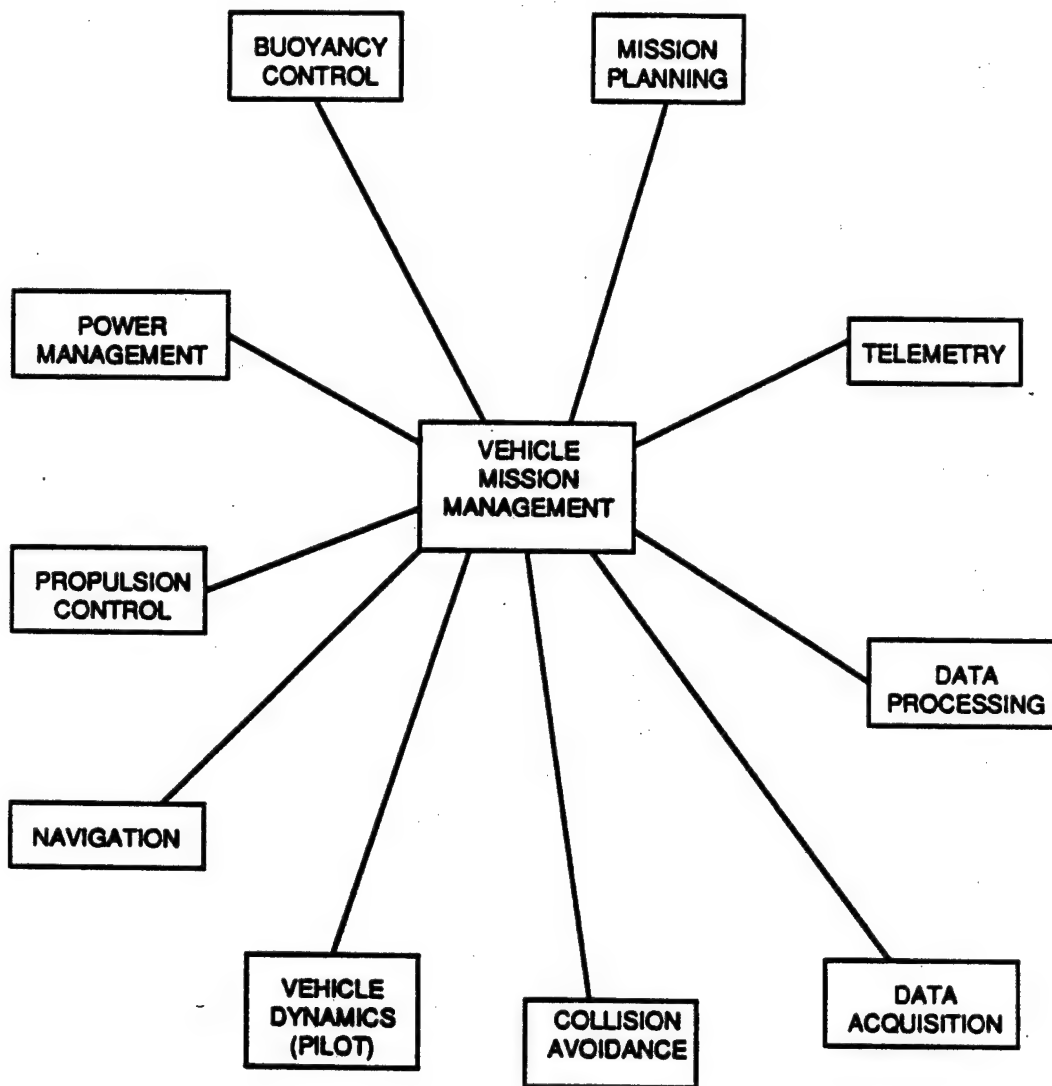 BUOYANCY
CONTROL
MISSION
PLANNING
POWER
MANAGEMENT
TELEMETRY
VEHICLE
MISSION
MANAGEMENT
PROPULSION
CONTROL
DATA
PROCESSING
NAVIGATION
VEHICLE
DYNAMICS
(PILOT)
COLLISION
AVOIDANCE
DATA
ACQUISITION